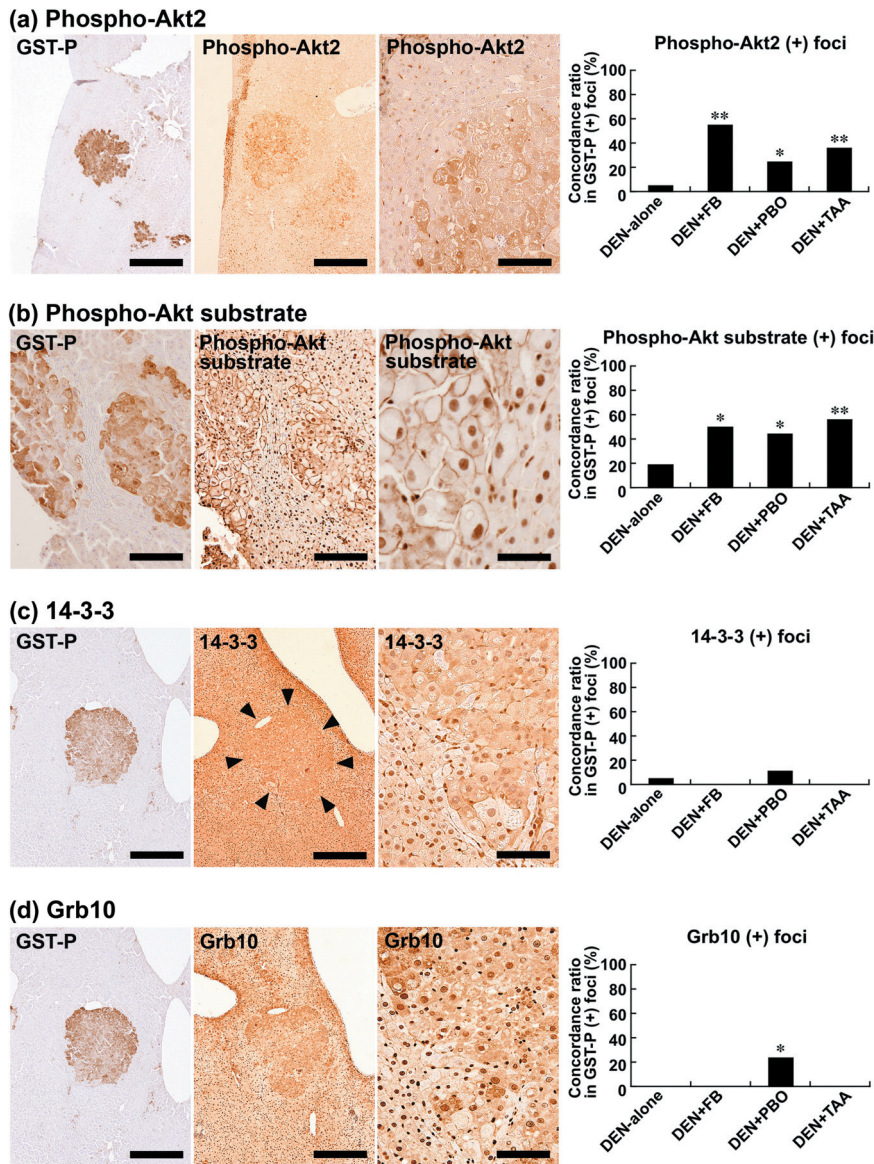 (a) Phospho-Akt2
GST-P
Phospho-Akt2
Phospho-Akt2
Phospho-Akt2 (+) foci
Concordance ratio
in GST-P (+) foci (%)
100
80
60
40
20
0
**
*
**
DEN-alone
DEN+FB
DEN+PBO
DEN+TAA
(b) Phospho-Akt substrate
GST-P
Phospho-Akt
substrate
Phospho-Akt
substrate
Phospho-Akt substrate (+) foci
Concordance ratio
in GST-P (+) foci (%)
100
80
60
40
20
0
*
*
**
DEN-alone
DEN+FB
DEN+PBO
DEN+TAA
(c) 14-3-3
GST-P
14-3-3
14-3-3
14-3-3 (+) foci
Concordance ratio
in GST-P (+) foci (%)
100
80
60
40
20
0
DEN-alone
DEN+FB
DEN+PBO
DEN+TAA
(d) Grb10
GST-P
Grb10
Grb10
Grb10 (+) foci
Concordance ratio
in GST-P (+) foci (%)
100
80
60
40
20
0
*
DEN-alone
DEN+FB
DEN+PBO
DEN+TAA